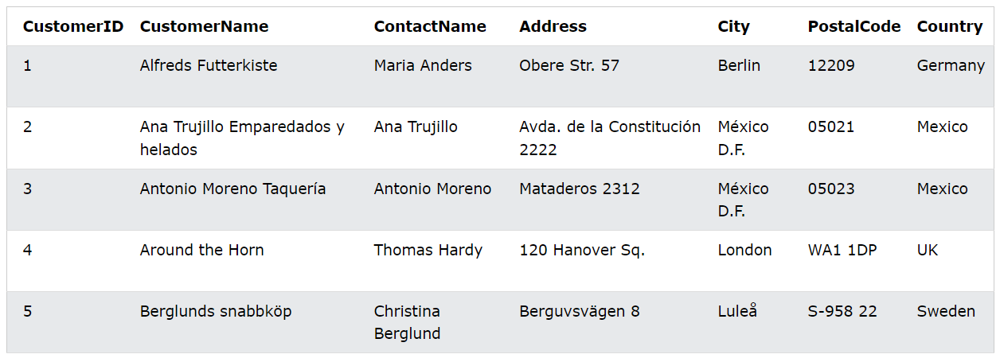 CustomerID CustomerName ContactName Address City PostalCode Country
1 Alfreds Futterkiste Maria Anders Obere Str. 57 Berlin 12209 Germany
2 Ana Trujillo Emparedados y Ana Trujillo Avda. de la Constitución México 05021 Mexico
helados 2222 D.F.
3 Antonio Moreno Taquería Antonio Moreno Mataderos 2312 México 05023 Mexico
D.F.
4 Around the Horn Thomas Hardy 120 Hanover Sq. London WA1 1DP UK
5 Berglunds snabbköp Christina Berguvsvägen 8 Luleå S-958 22 Sweden
Berglund